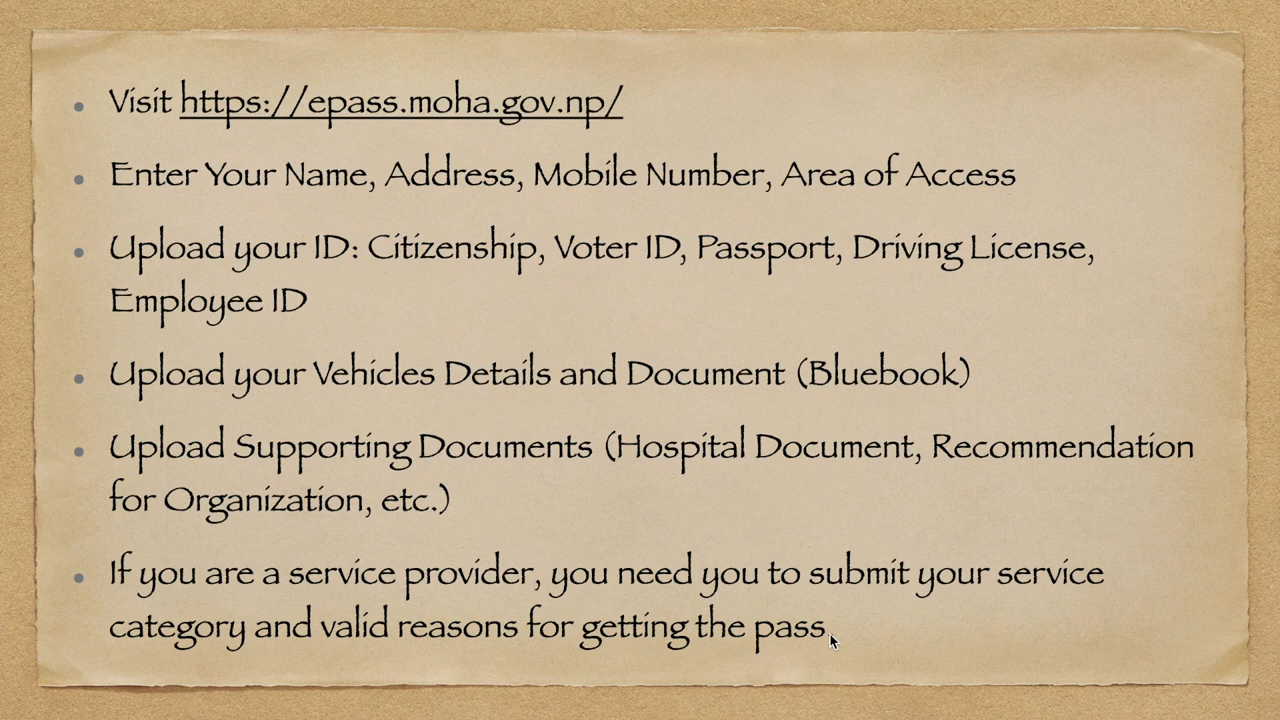 Visit https://epass.moha.gov.np/
Enter Your Name, Address, Mobile Number, Area of Access
Upload your ID: Citizenship, Voter ID, Passport, Driving License,
Employee ID
Upload your Vehicles Details and Document (Bluebook)
Upload Supporting Documents (Hospital Document, Recommendation
for Organization, etc.)
If you are a service provider, you need you to submit your service
category and valid reasons for getting the pass.